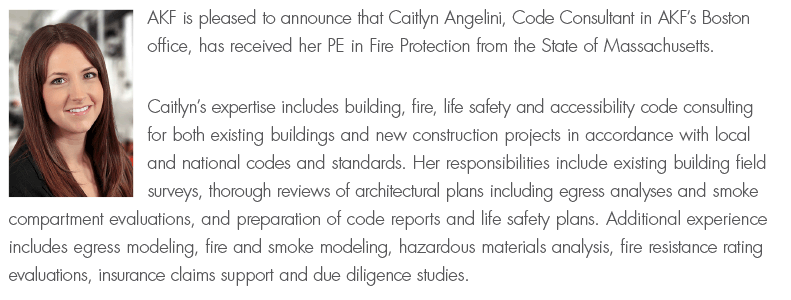 AKF is pleased to announce that Caitlyn Angelini, Code Consultant in AKF's Boston
office, has received her PE in Fire Protection from the State of Massachusetts.
Caitlyn's expertise includes building, fire, life safety and accessibility code consulting
for both existing buildings and new construction projects in accordance with local
and national codes and standards. Her responsibilities include existing building field
surveys, thorough reviews of architectural plans including egress analyses and smoke
compartment evaluations, and preparation of code reports and life safety plans. Additional experience
includes egress modeling, fire and smoke modeling, hazardous materials analysis, fire resistance rating
evaluations, insurance claims support and due diligence studies.